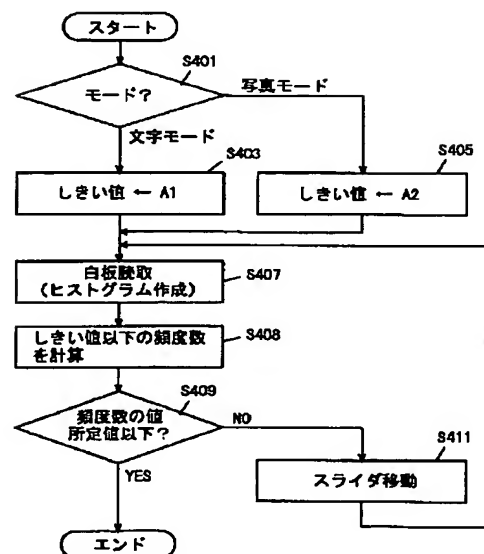 スタート
S401
モード?
写真モード
文字モード
S403
S405
しきい値 ← A1
しきい値 ← A2
白板読取
(ヒストグラム作成)
S407
しきい値以下の頻度数
を計算
S408
S409
頻度数の値
所定値以下?
NO
S411
YES
スライダ移動
エンド